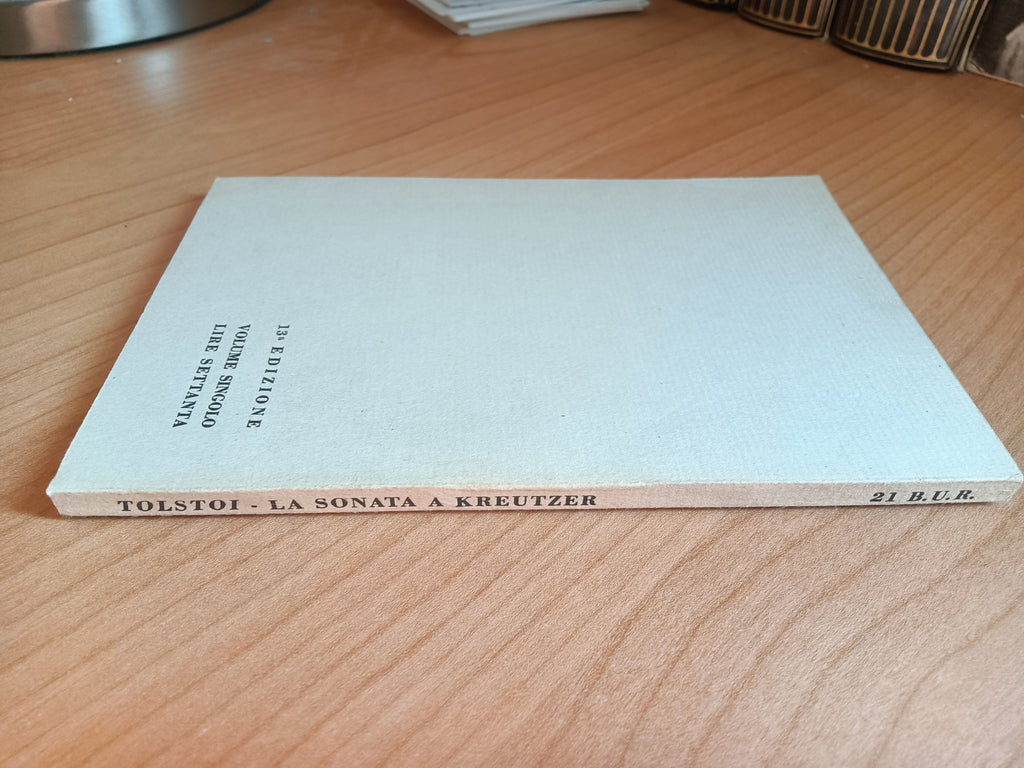 13ª EDIZIONE
VOLUME SINGOLO
LIRE SETTANTA
TOLSTOI - LA SONATA A KREUTZER
21 B.U.R.